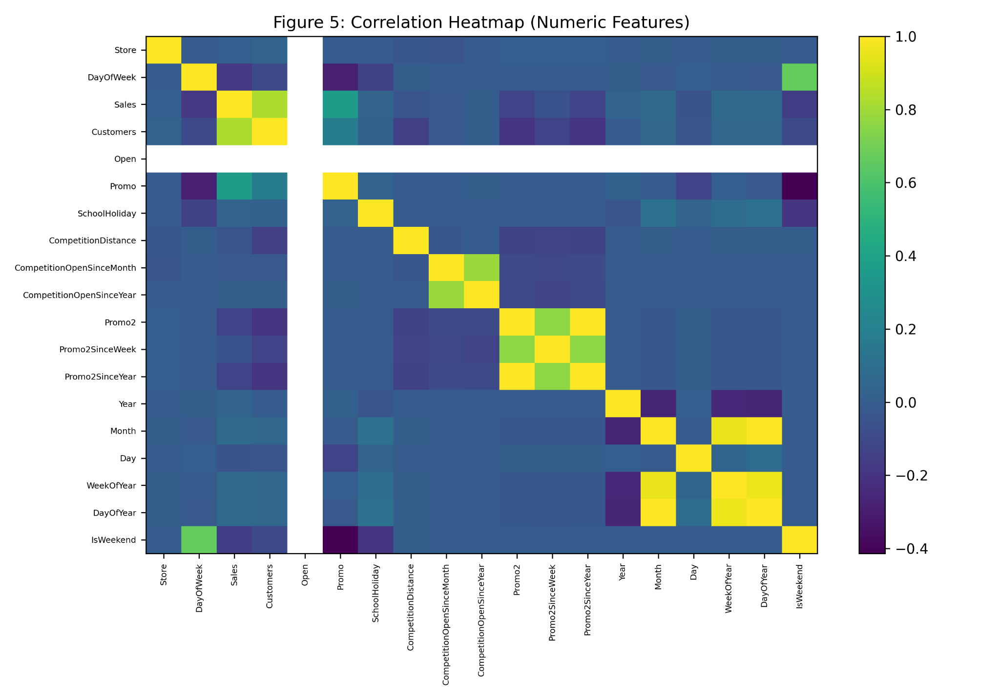 Figure 5: Correlation Heatmap (Numeric Features)
Store
DayOfWeek
Sales
Customers
Open
Promo
SchoolHoliday
CompetitionDistance
CompetitionOpenSinceMonth
CompetitionOpenSinceYear
Promo2
Promo2SinceWeek
Promo2SinceYear
Year
Month
Day
WeekOfYear
DayOfYear
IsWeekend
Store
DayOfWeek
Sales
Customers
Open
Promo
SchoolHoliday
CompetitionDistance
CompetitionOpenSinceMonth
CompetitionOpenSinceYear
Promo2
Promo2SinceWeek
Promo2SinceYear
Year
Month
Day
WeekOfYear
DayOfYear
IsWeekend
1.0
0.8
0.6
0.4
0.2
0.0
−0.2
−0.4